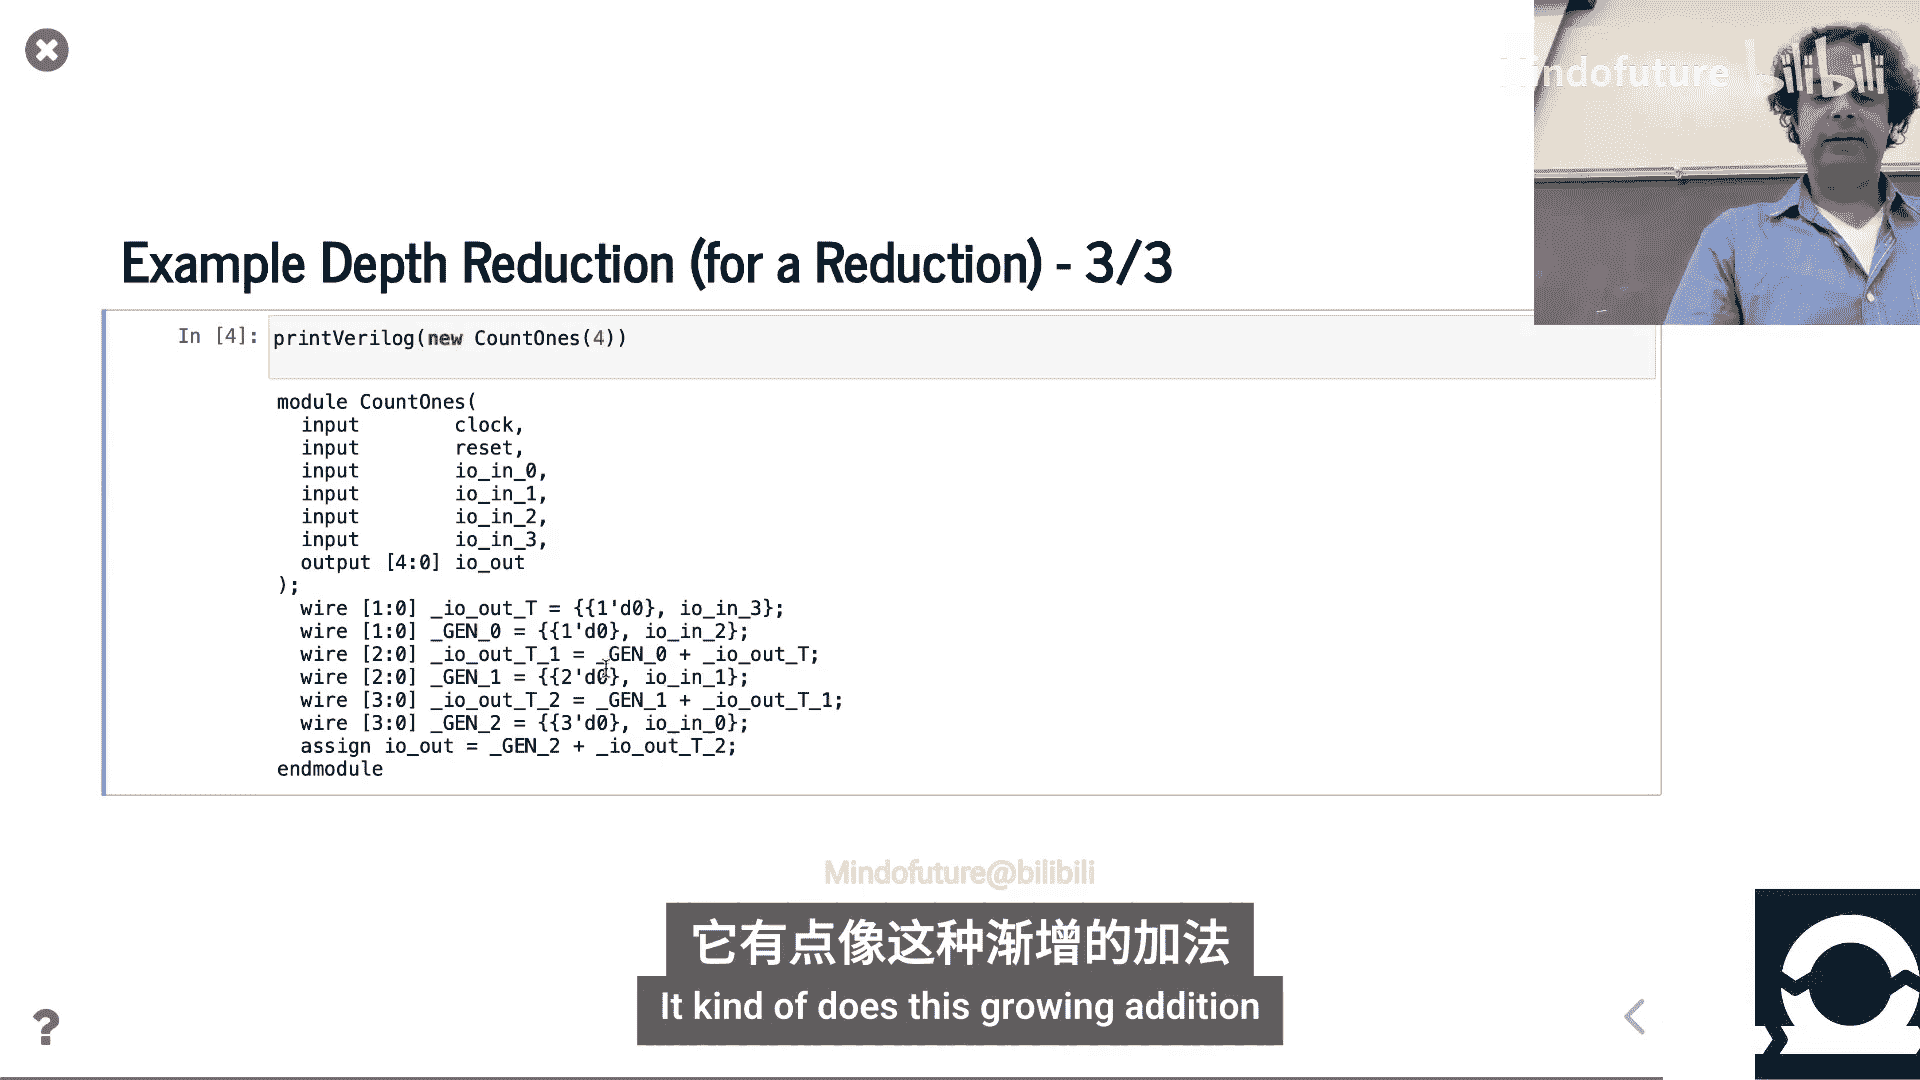 Mindofuture bilibili
Example Depth Reduction (for a Reduction) - 3/3
In [4]: printVerilog(new CountOnes(4))
module CountOnes(
  input        clock,
  input        reset,
  input        io_in_0,
  input        io_in_1,
  input        io_in_2,
  input        io_in_3,
  output [4:0] io_out
);
  wire [1:0] _io_out_T = {{1'd0}, io_in_3};
  wire [1:0] _GEN_0 = {{1'd0}, io_in_2};
  wire [2:0] _io_out_T_1 = _GEN_0 + _io_out_T;
  wire [2:0] _GEN_1 = {{2'd0}, io_in_1};
  wire [3:0] _io_out_T_2 = _GEN_1 + _io_out_T_1;
  wire [3:0] _GEN_2 = {{3'd0}, io_in_0};
  assign io_out = _GEN_2 + _io_out_T_2;
endmodule
Mindofuture@bilibili
它有点像这种渐增的加法
It kind of does this growing addition
?